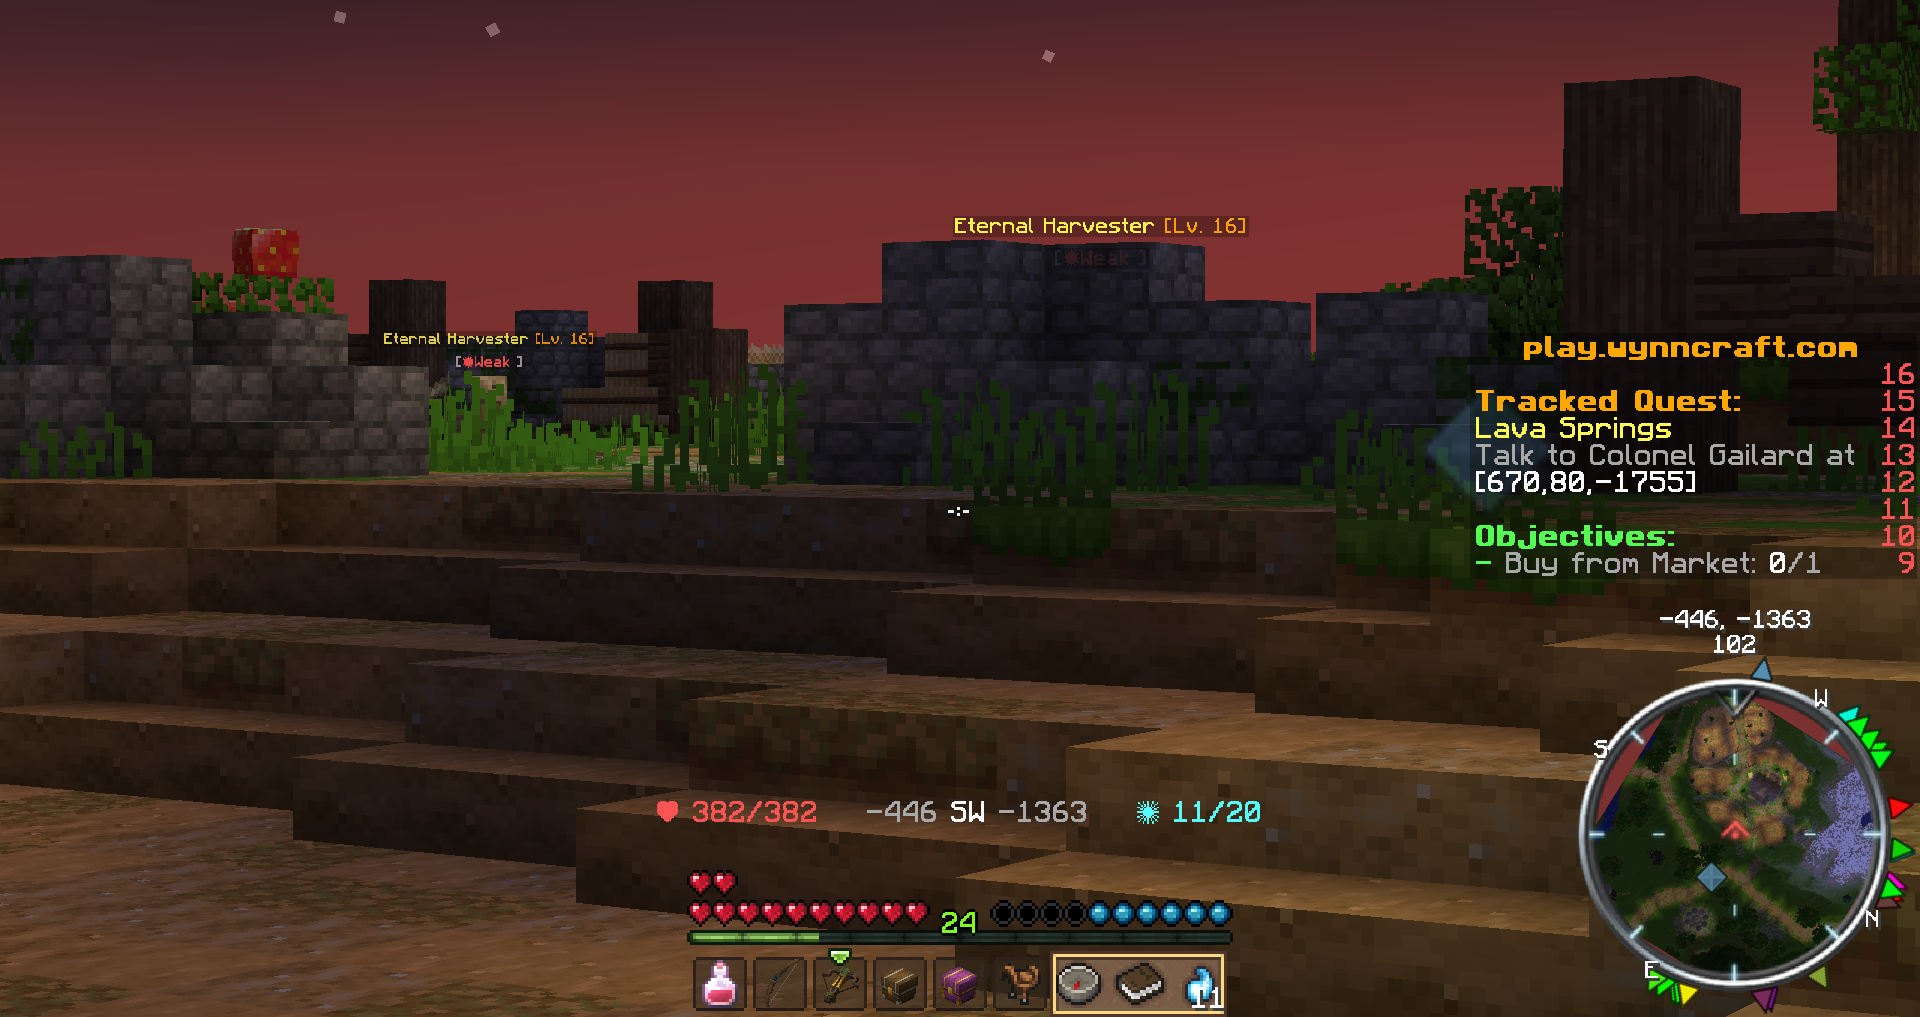 Eternal Harvester [Lv. 16]
[Weak ]
Eternal Harvester [Lv. 16]
[Weak ]
play.wynncraft.com
16
Tracked Quest: 15
Lava Springs 14
Talk to Colonel Gailard at 13
[670,80,-1755] 12
11
Objectives: 10
- Buy from Market: 0/1 9
-446, -1363
102
W
S
N
E
382/382 -446 SW -1363 11/20
24
11